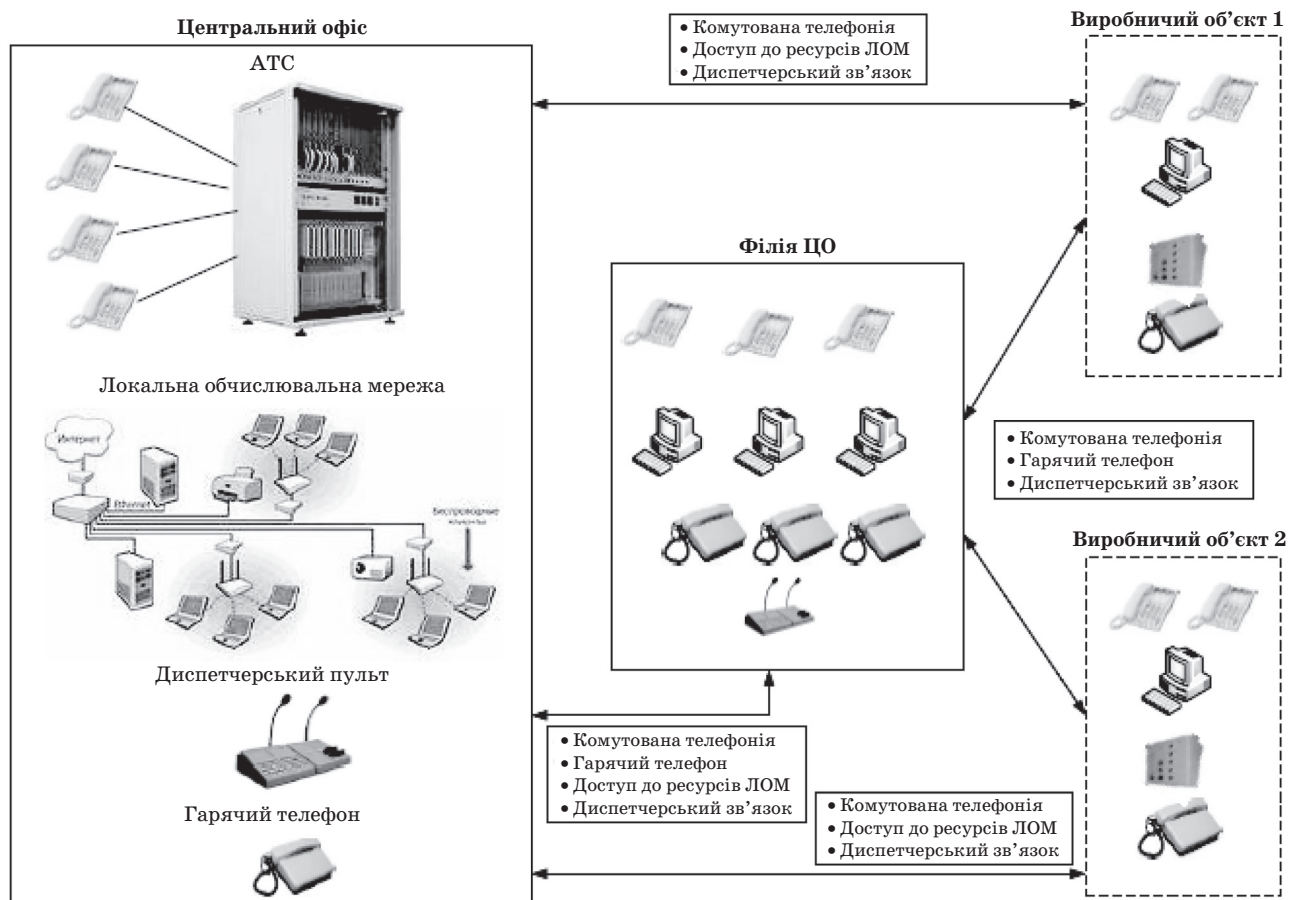 Центральний офіс
АТС
Локальна обчислювальна мережа
Интернет
Ethernet
Беспроводные
клиенты
Диспетчерський пульт
Гарячий телефон
• Комутована телефонія
• Доступ до ресурсів ЛОМ
• Диспетчерський зв’язок
Філія ЦО
• Комутована телефонія
• Гарячий телефон
• Доступ до ресурсів ЛОМ
• Диспетчерський зв’язок
Виробничий об’єкт 1
• Комутована телефонія
• Гарячий телефон
• Диспетчерський зв’язок
Виробничий об’єкт 2
• Комутована телефонія
• Доступ до ресурсів ЛОМ
• Диспетчерський зв’язок